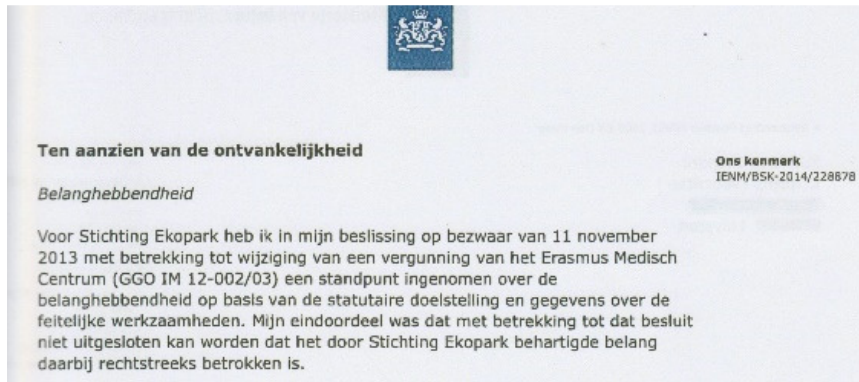 Ten aanzien van de ontvankelijkheid
Ons kenmerk
IENM/BSK-2014/228878
Belanghebbendheid
Voor Stichting Ekopark heb ik in mijn beslissing op bezwaar van 11 november
2013 met betrekking tot wijziging van een vergunning van het Erasmus Medisch
Centrum (GGO IM 12-002/03) een standpunt ingenomen over de
belanghebbendheid op basis van de statutaire doelstelling en gegevens over de
feitelijke werkzaamheden. Mijn eindoordeel was dat met betrekking tot dat besluit
niet uitgesloten kan worden dat het door Stichting Ekopark behartigde belang
daarbij rechtstreeks betrokken is.